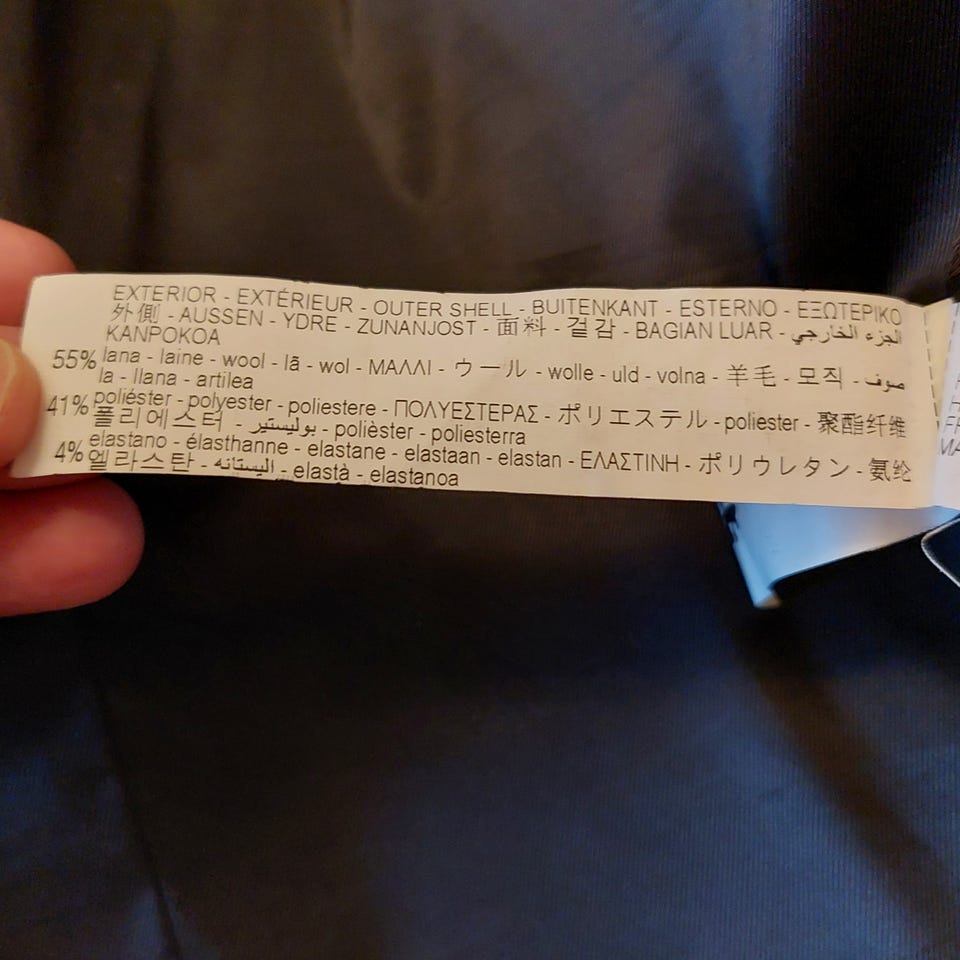 EXTERIOR - EXTÉRIEUR - OUTER SHELL - BUITENKANT - ESTERNO - ΕΞΩΤΕΡΙΚΟ
外側 - AUSSEN - YDRE - ZUNANJOST - 面料 - 겉감 - BAGIAN LUAR - الجزء الخارجي
KANPOKOA
55% lana - laine - wool - lã - wol - ΜΑΛΛΙ - ウール - wolle - uld - volna - 羊毛 - 모직 - صوف
la - llana - artilea
41% poliéster - polyester - poliestere - ΠΟΛΥΕΣΤΕΡΑΣ - ポリエステル - poliester - 聚酯纤维
폴리에스터 - بوليستير - polièster - poliesterra
4% elastano - élasthanne - elastane - elastaan - elastan - ΕΛΑΣΤΙΝΗ - ポリウレタン - 氨纶
엘라스탄 - اليستانه - elastà - elastanoa